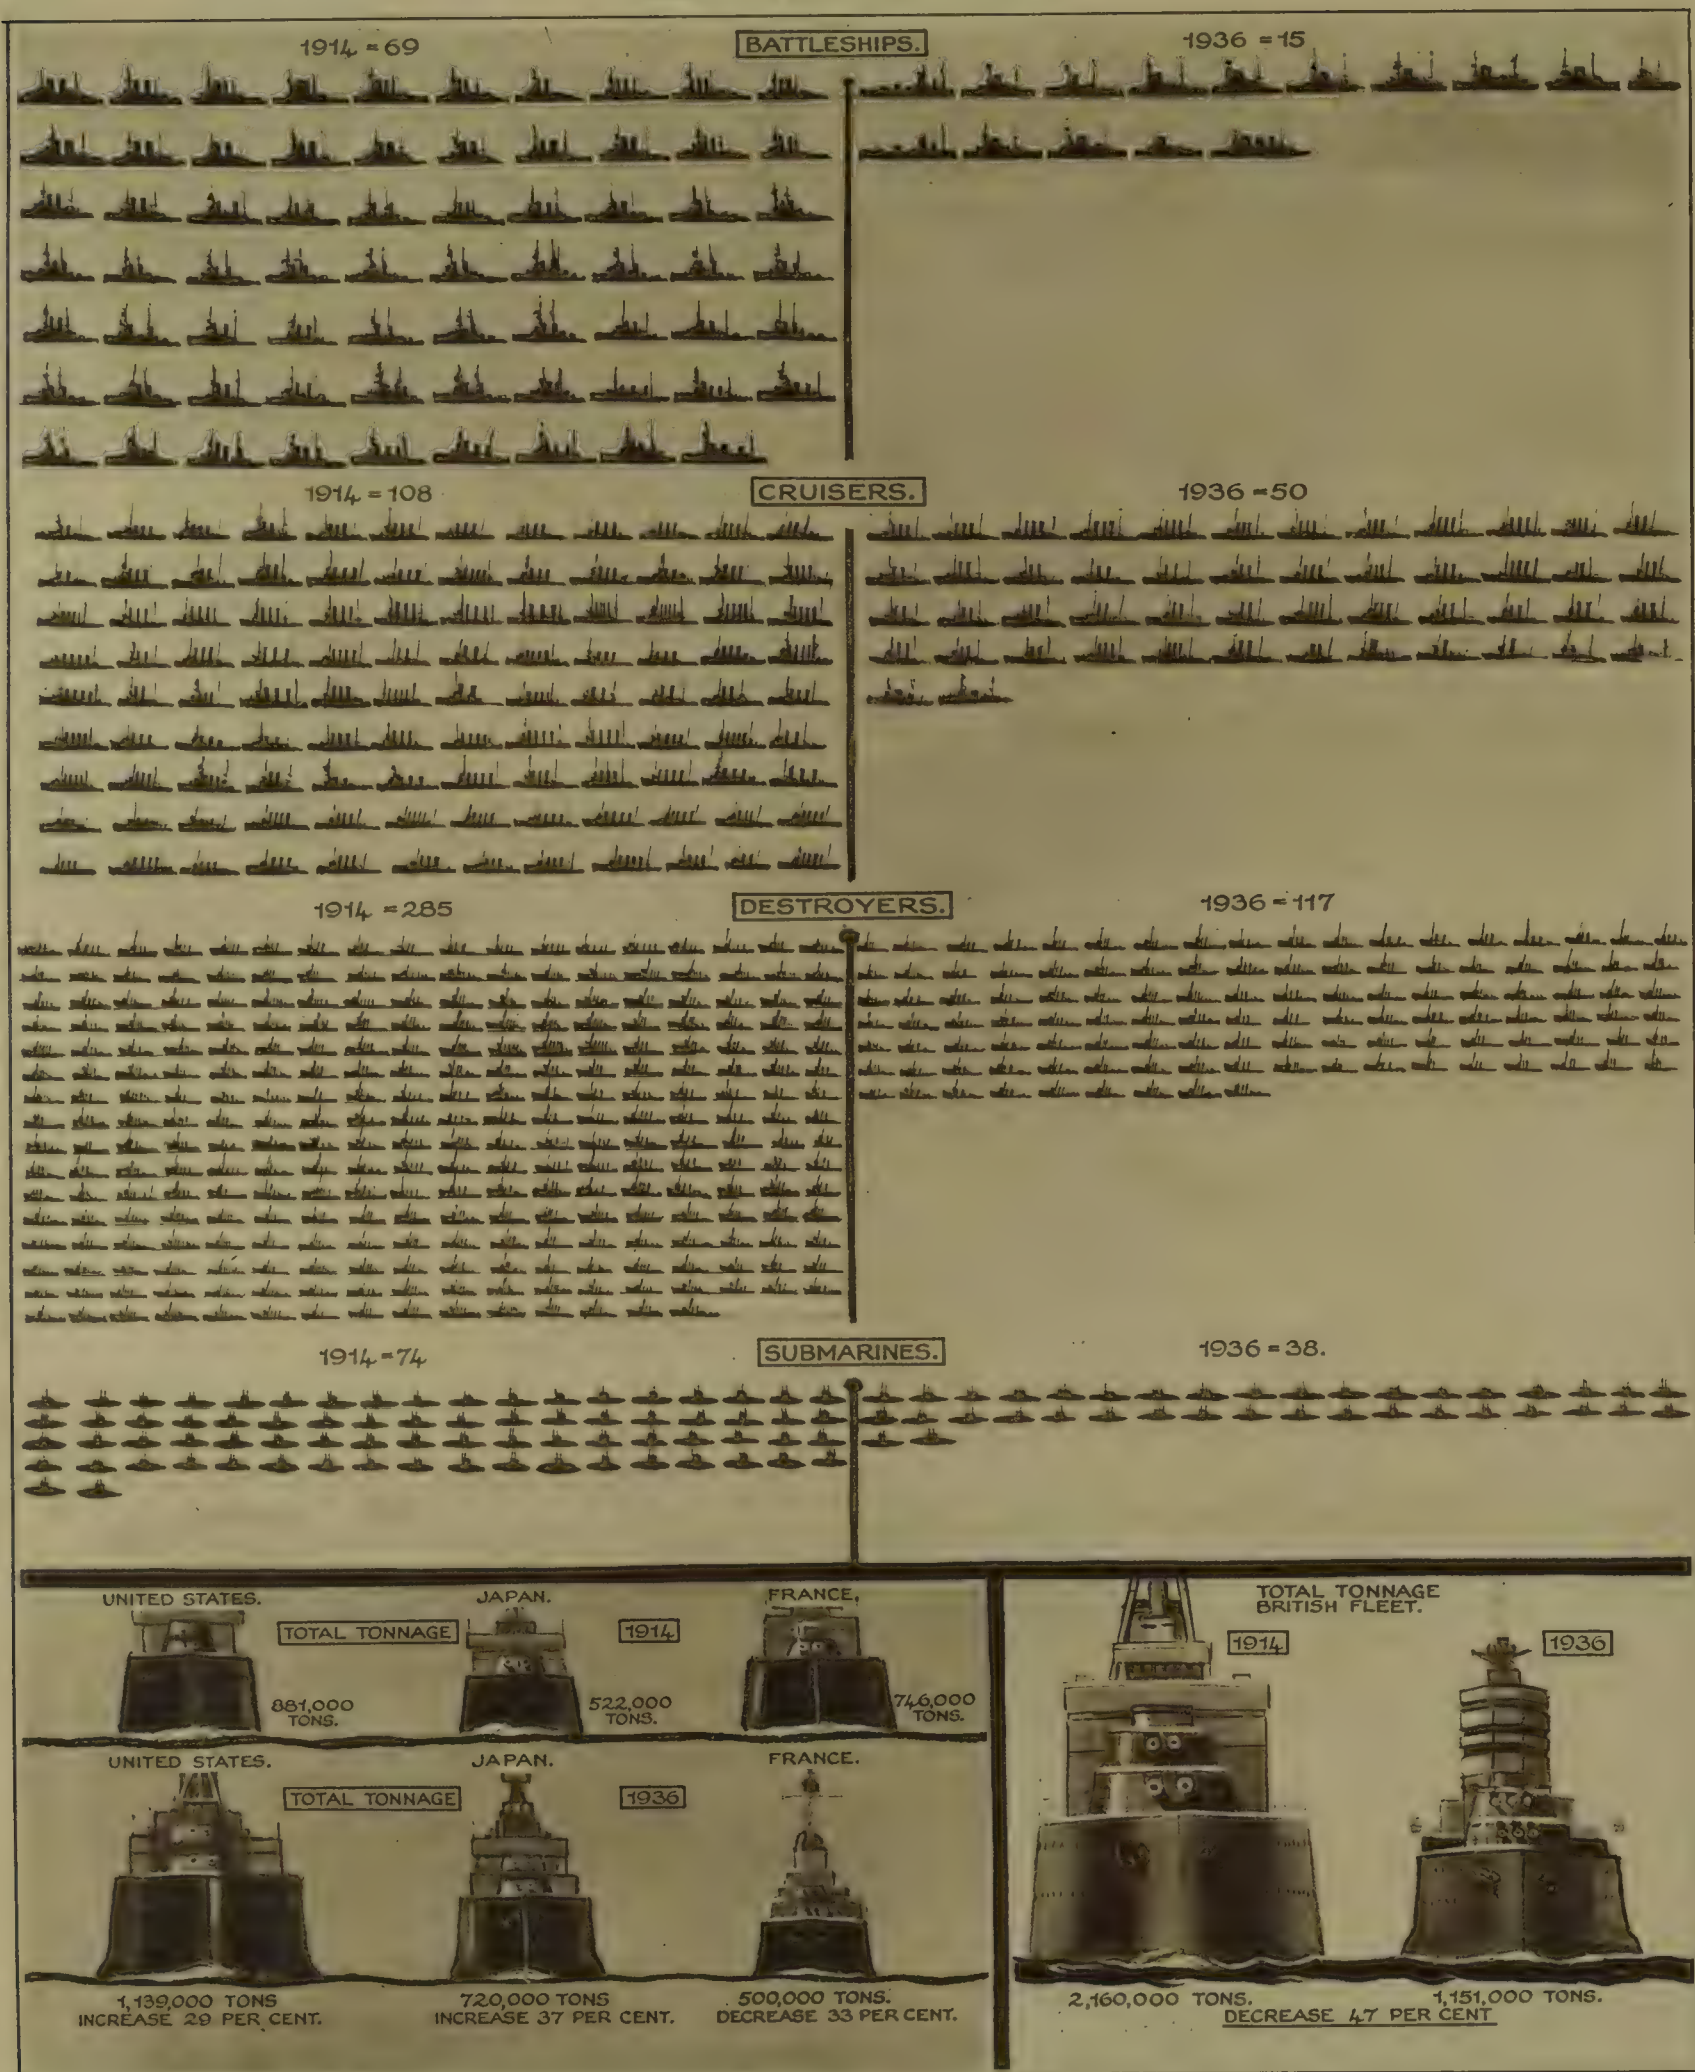 1914 = 69
BATTLESHIPS.
1936 = 15
1914 = 108
CRUISERS.
1936 = 50
1914 = 285
DESTROYERS.
1936 = 117
1914 = 74
SUBMARINES.
1936 = 38.
UNITED STATES.
JAPAN.
FRANCE.
TOTAL TONNAGE
1914
881,000
TONS.
522,000
TONS.
746,000
TONS.
UNITED STATES.
JAPAN.
FRANCE.
TOTAL TONNAGE
1936
1,139,000 TONS
INCREASE 29 PER CENT.
720,000 TONS
INCREASE 37 PER CENT.
500,000 TONS.
DECREASE 33 PER CENT.
TOTAL TONNAGE
BRITISH FLEET.
1914
1936
2,160,000 TONS.
1,151,000 TONS.
DECREASE 47 PER CENT